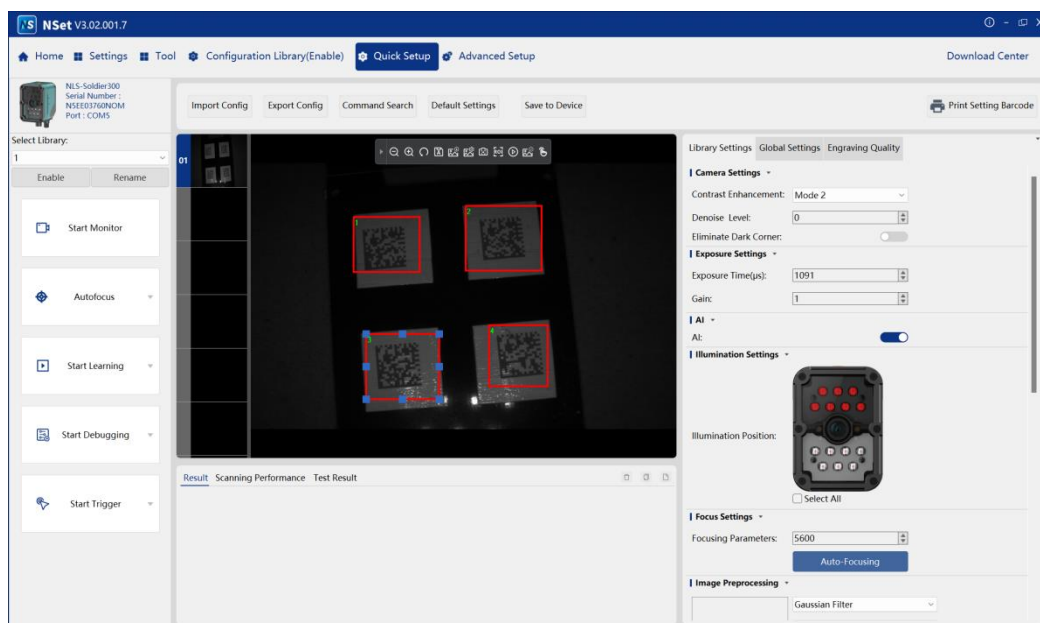 NS NSet V3.02.001.7
Home Settings Tool Configuration Library(Enable) Quick Setup Advanced Setup Download Center
NLS-Soldier300
Serial Number :
NSEE03760NOM
Port : COM5
Import Config Export Config Command Search Default Settings Save to Device Print Setting Barcode
Select Library:
1
Enable Rename
Start Monitor
Autofocus
Start Learning
Start Debugging
Start Trigger
01
1
2
3
4
Result Scanning Performance Test Result
Library Settings Global Settings Engraving Quality
Camera Settings
Contrast Enhancement: Mode 2
Denoise Level: 0
Eliminate Dark Corner:
Exposure Settings
Exposure Time(μs): 1091
Gain: 1
AI
AI:
Illumination Settings
Illumination Position:
Select All
Focus Settings
Focusing Parameters: 5600
Auto-Focusing
Image Preprocessing
Gaussian Filter